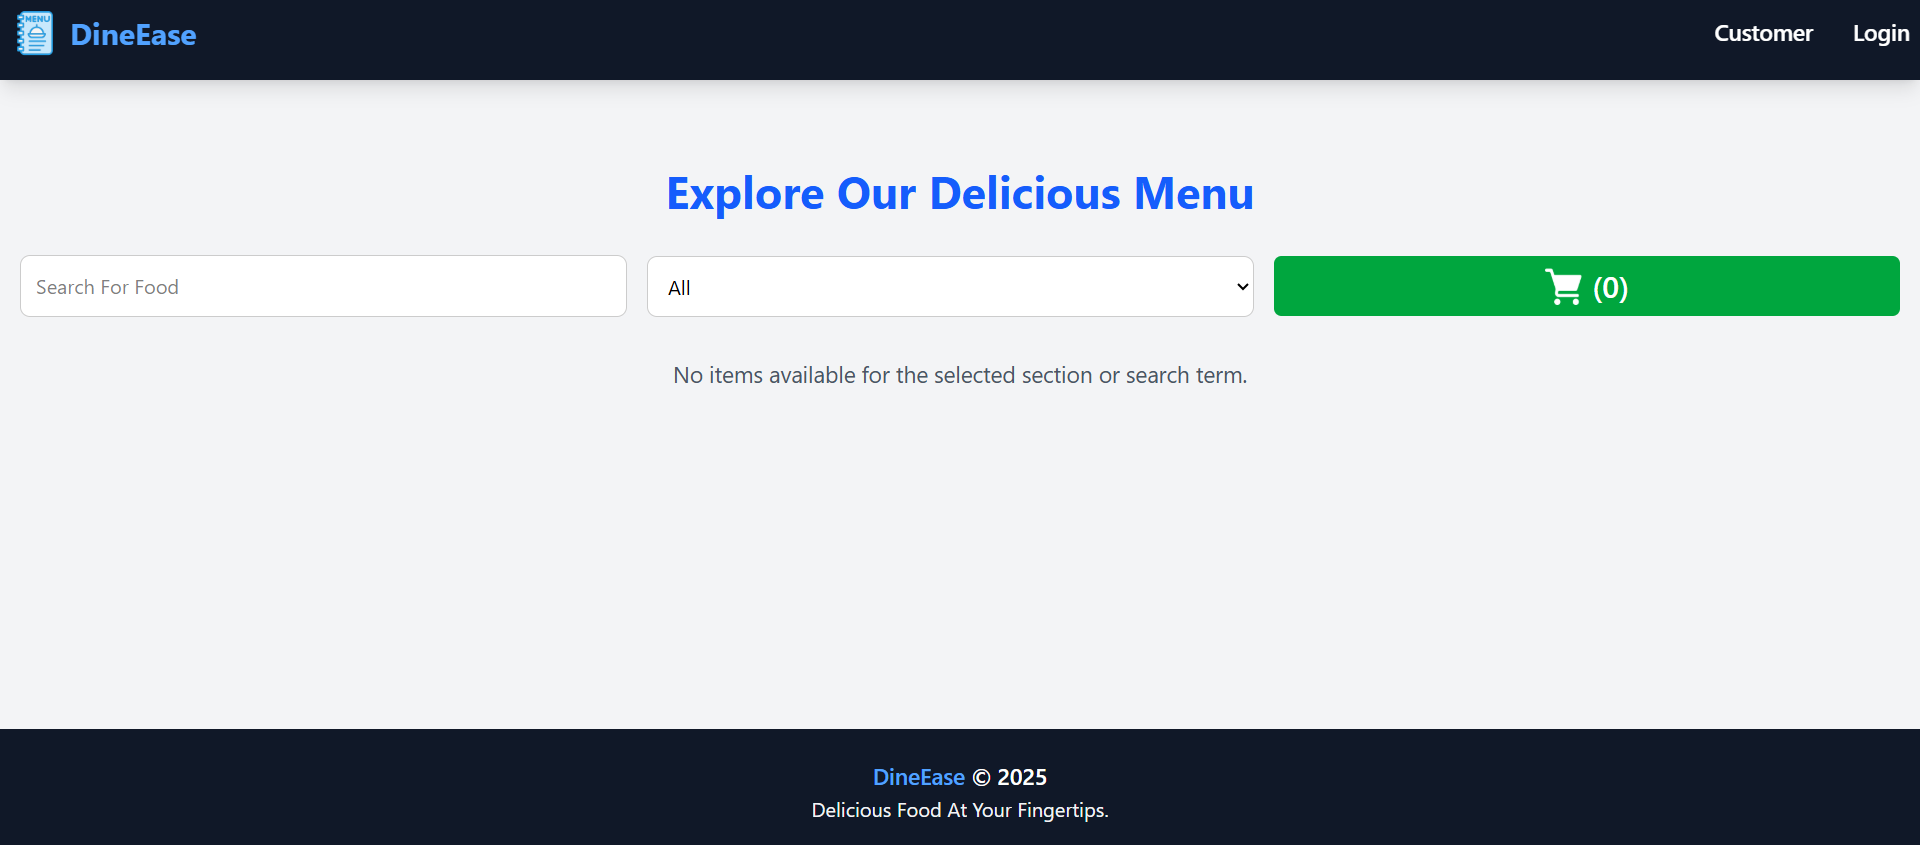 MENU
DineEase
Customer
Login
Explore Our Delicious Menu
Search For Food
All
(0)
No items available for the selected section or search term.
DineEase © 2025
Delicious Food At Your Fingertips.